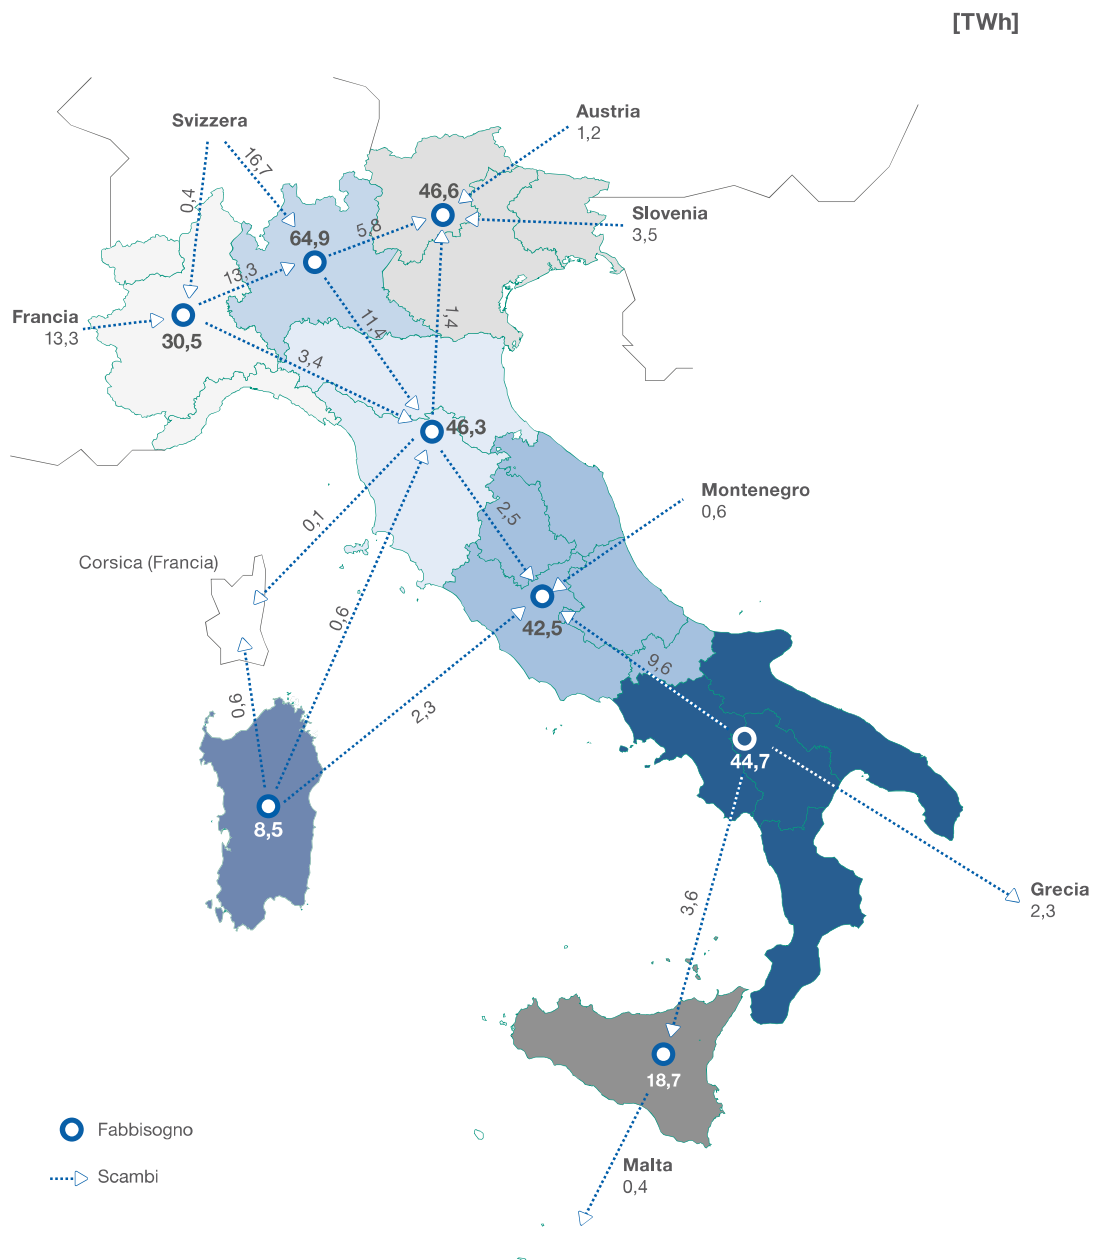 [TWh]
Svizzera
Austria
1,2
16,7
0,4
46,6
Slovenia
3,5
5,8
64,9
13,3
Francia
13,3
30,5
11,4
1,4
3,4
46,3
Montenegro
0,6
2,5
0,1
Corsica (Francia)
0,6
42,5
9,6
0,6
2,3
44,7
8,5
Grecia
2,3
3,6
18,7
Fabbisogno
Malta
0,4
Scambi